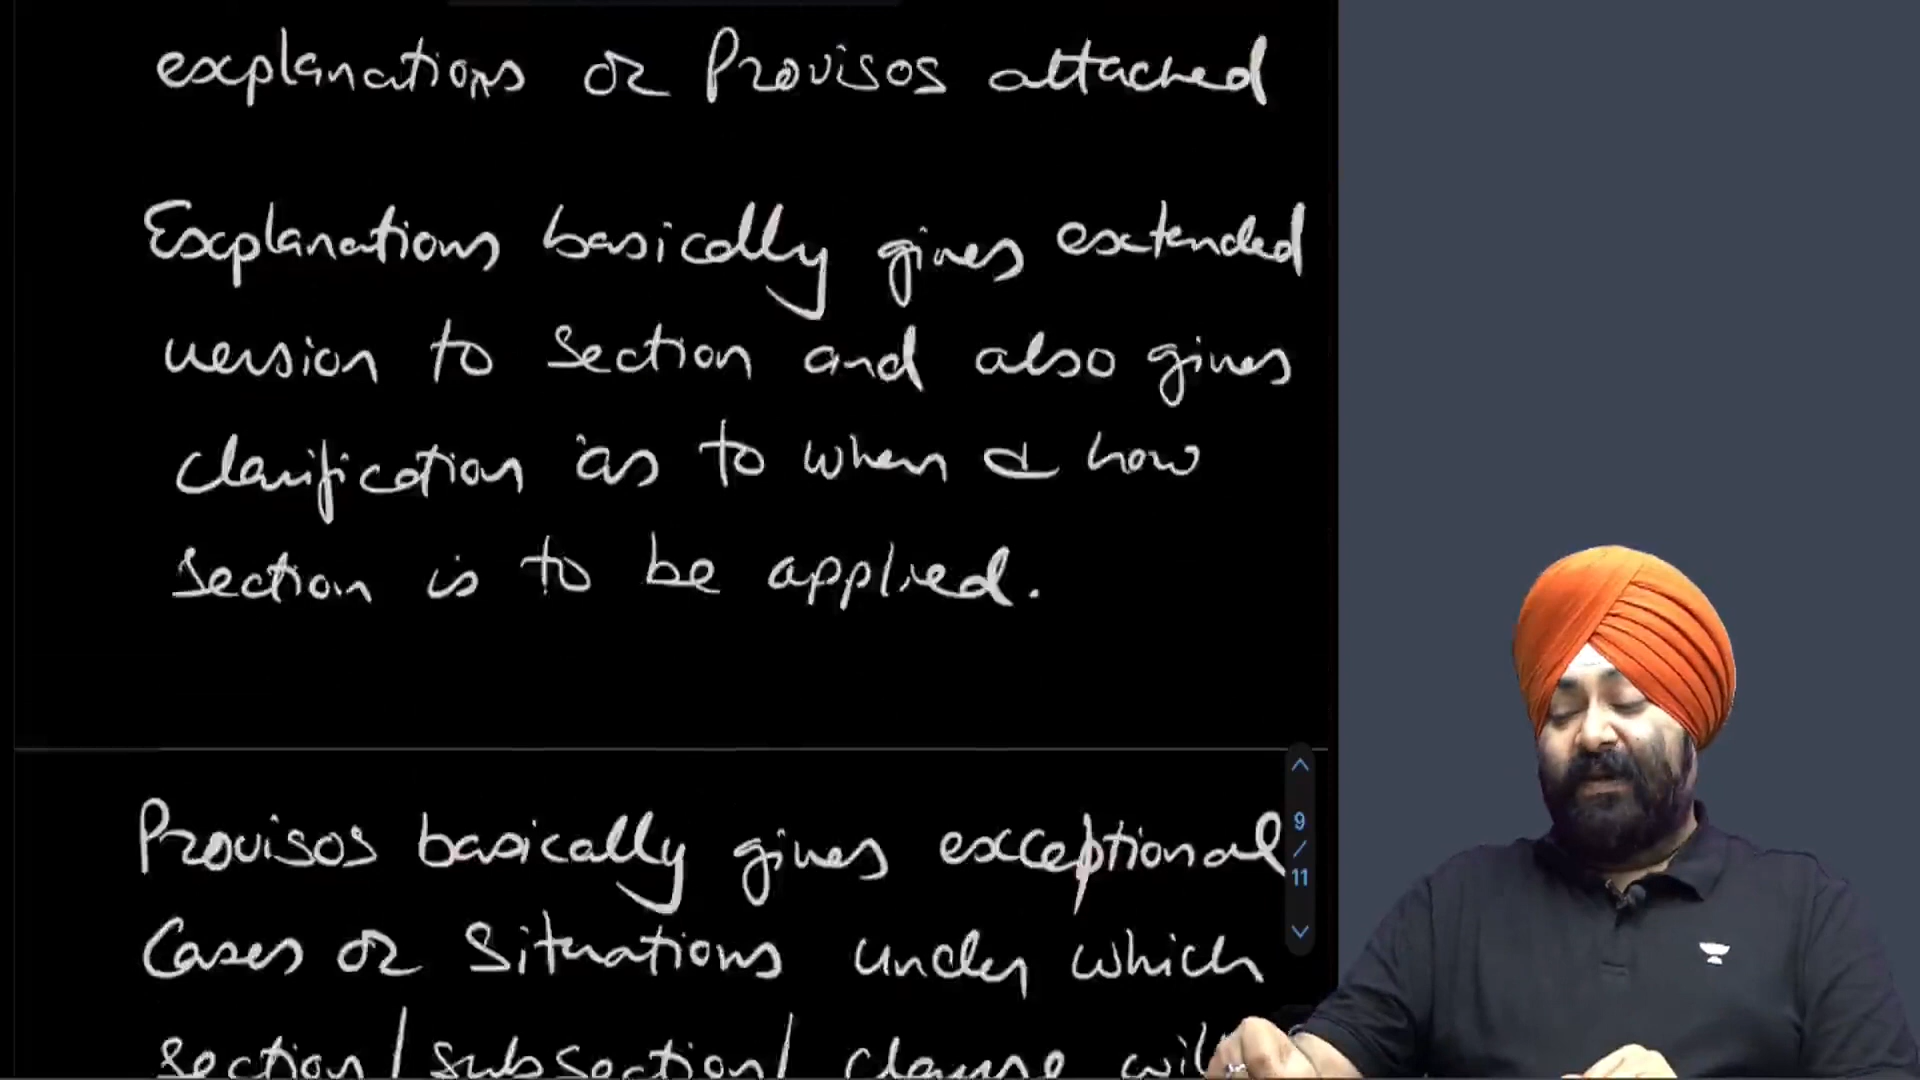 explanations or Provisos attached
Explanations basically gives extended
version to Section and also gives
clarification as to when & how
section is to be applied.
Provisos basically gives exceptional
Cases or Situations under which
section/subsection/ clause will
9
/
11